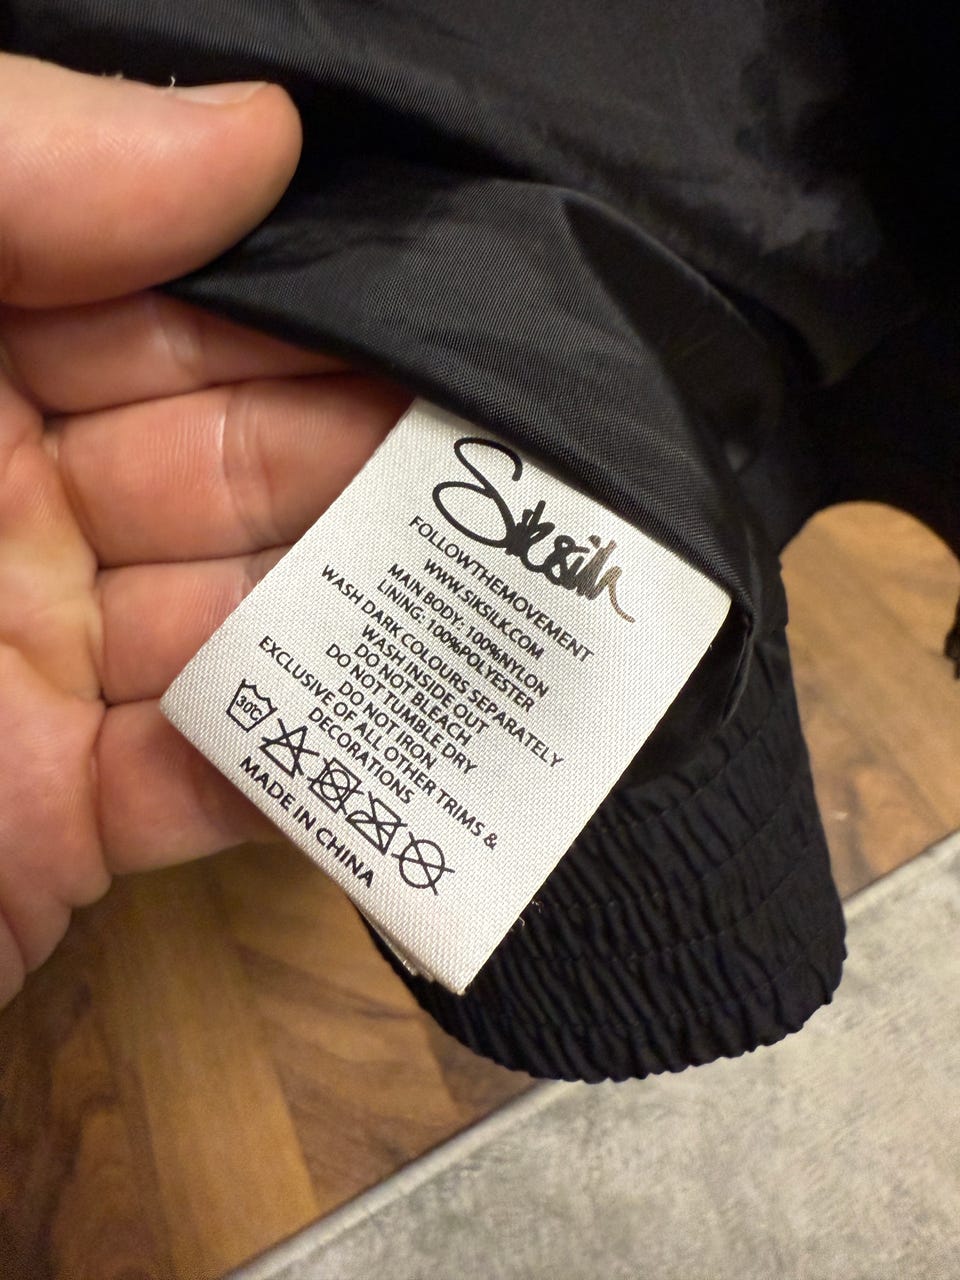 SikSilk
FOLLOWTHEMOVEMENT
WWW.SIKSILK.COM
MAIN BODY: 100%NYLON
LINING: 100%POLYESTER
WASH DARK COLOURS SEPARATELY
WASH INSIDE OUT
DO NOT BLEACH
DO NOT TUMBLE DRY
DO NOT IRON
EXCLUSIVE OF ALL OTHER TRIMS &
DECORATIONS
30C
MADE IN CHINA